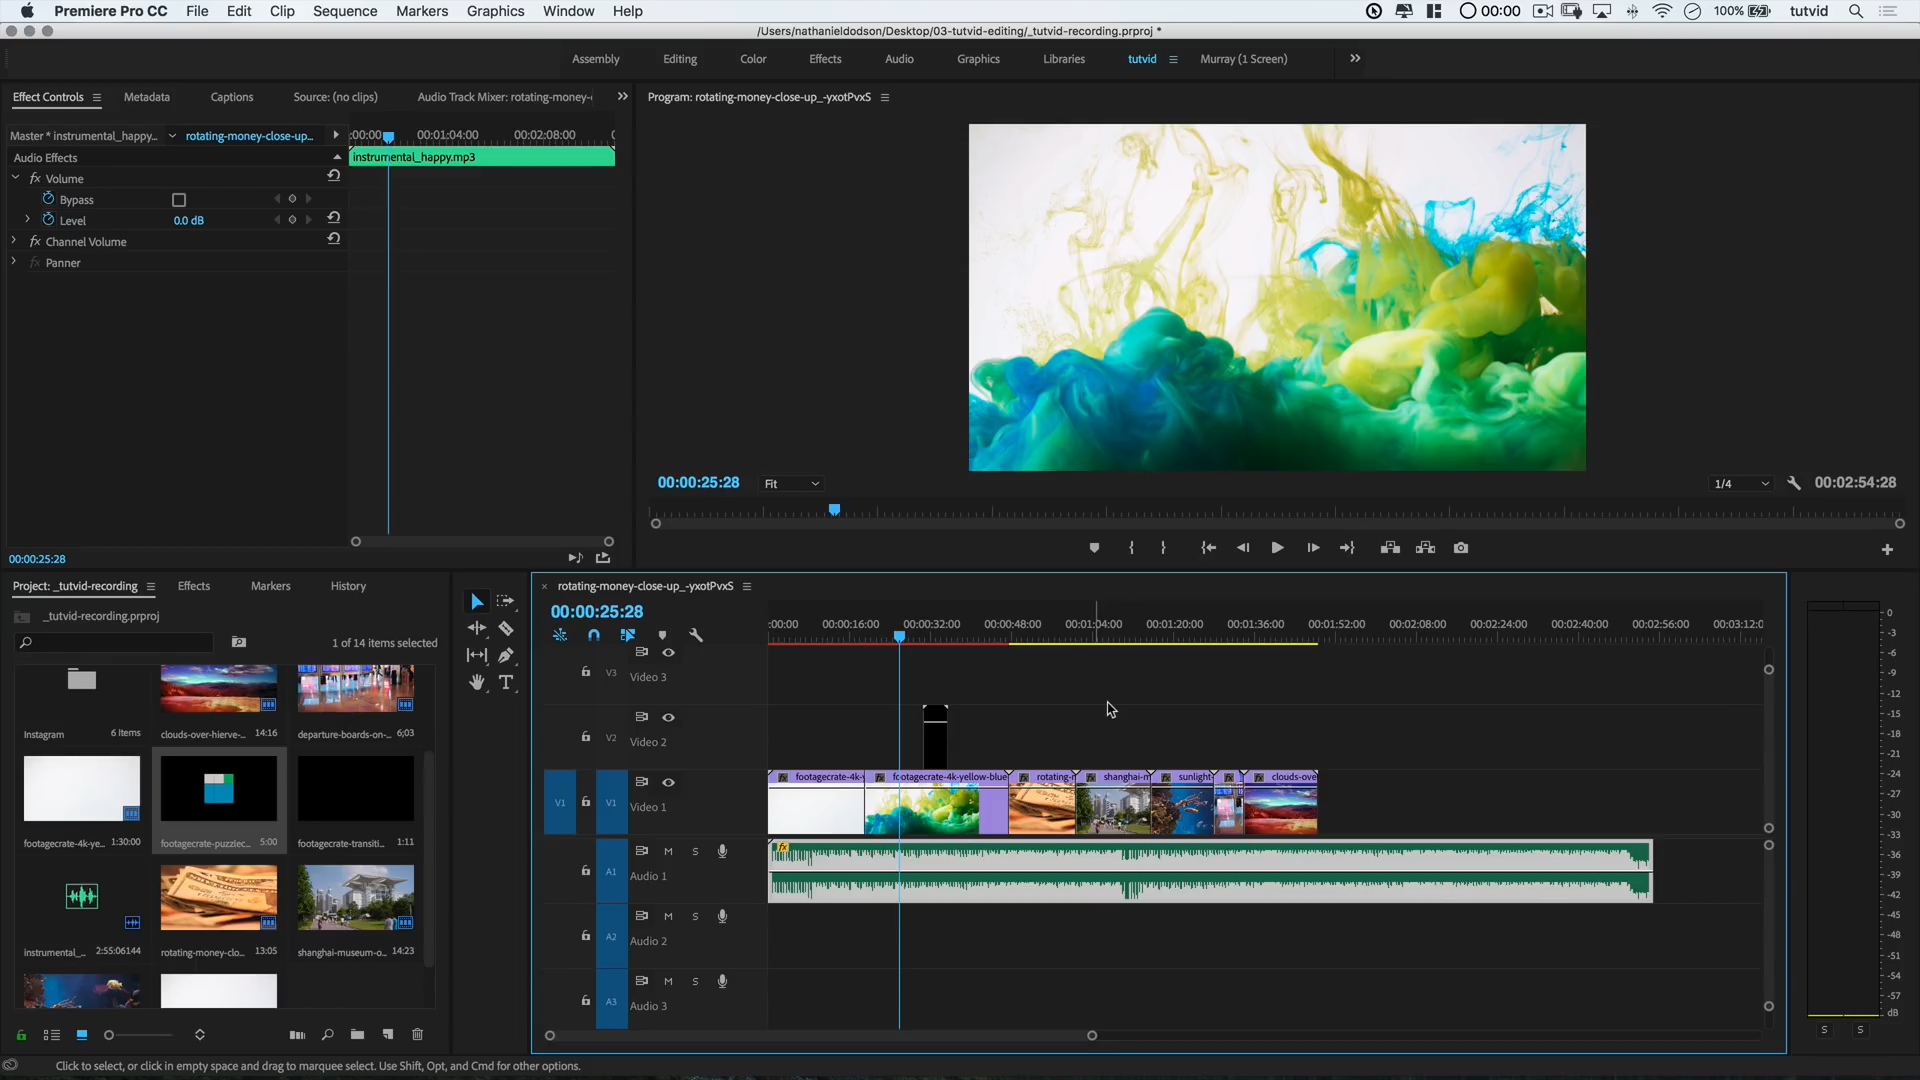 Premiere Pro CC File Edit Clip Sequence Markers Graphics Window Help 00:00 100% tutvid
/Users/nathanieldodson/Desktop/03-tutvid-editing/_tutvid-recording.prproj *
Assembly Editing Color Effects Audio Graphics Libraries tutvid Murray (1 Screen)
Effect Controls Metadata Captions Source: (no clips) Audio Track Mixer: rotating-money-
Program: rotating-money-close-up_-yxotPvxS
Master * instrumental_happy... rotating-money-close-up... :00:00 00:01:04:00 00:02:08:00
Audio Effects instrumental_happy.mp3
fx Volume
Bypass
Level 0.0 dB
fx Channel Volume
fx Panner
00:00:25:28 Fit 1/4 00:02:54:28
00:00:25:28
Project: _tutvid-recording Effects Markers History
_tutvid-recording.prproj
1 of 14 items selected
Instagram 6 Items clouds-over-hierve-... 14:16 departure-boards-on-... 6;03
footagecrate-4k-ye... 1:30:00 footagecrate-puzzlec... 5:00 footagecrate-transiti... 1:11
instrumental_... 2:55:06144 rotating-money-clo... 13:05 shanghai-museum-o... 14:23
rotating-money-close-up_-yxotPvxS
00:00:25:28
:00:00 00:00:16:00 00:00:32:00 00:00:48:00 00:01:04:00 00:01:20:00 00:01:36:00 00:01:52:00 00:02:08:00 00:02:24:00 00:02:40:00 00:02:56:00 00:03:12:0
V3 Video 3
V2 Video 2
fx footagecrate-4k- fx footagecrate-4k-yellow-blue fx rotating-m fx shanghai-m fx sunlight- fx fx clouds-ove
V1 V1 Video 1
M S fx
A1 Audio 1
M S
A2 Audio 2
M S
A3 Audio 3
0
-3
-6
-9
-12
-15
-18
-21
-24
-27
-30
-33
-36
-39
-42
-45
-48
-51
-54
-57
dB
S S
Click to select, or click in empty space and drag to marquee select. Use Shift, Opt, and Cmd for other options.